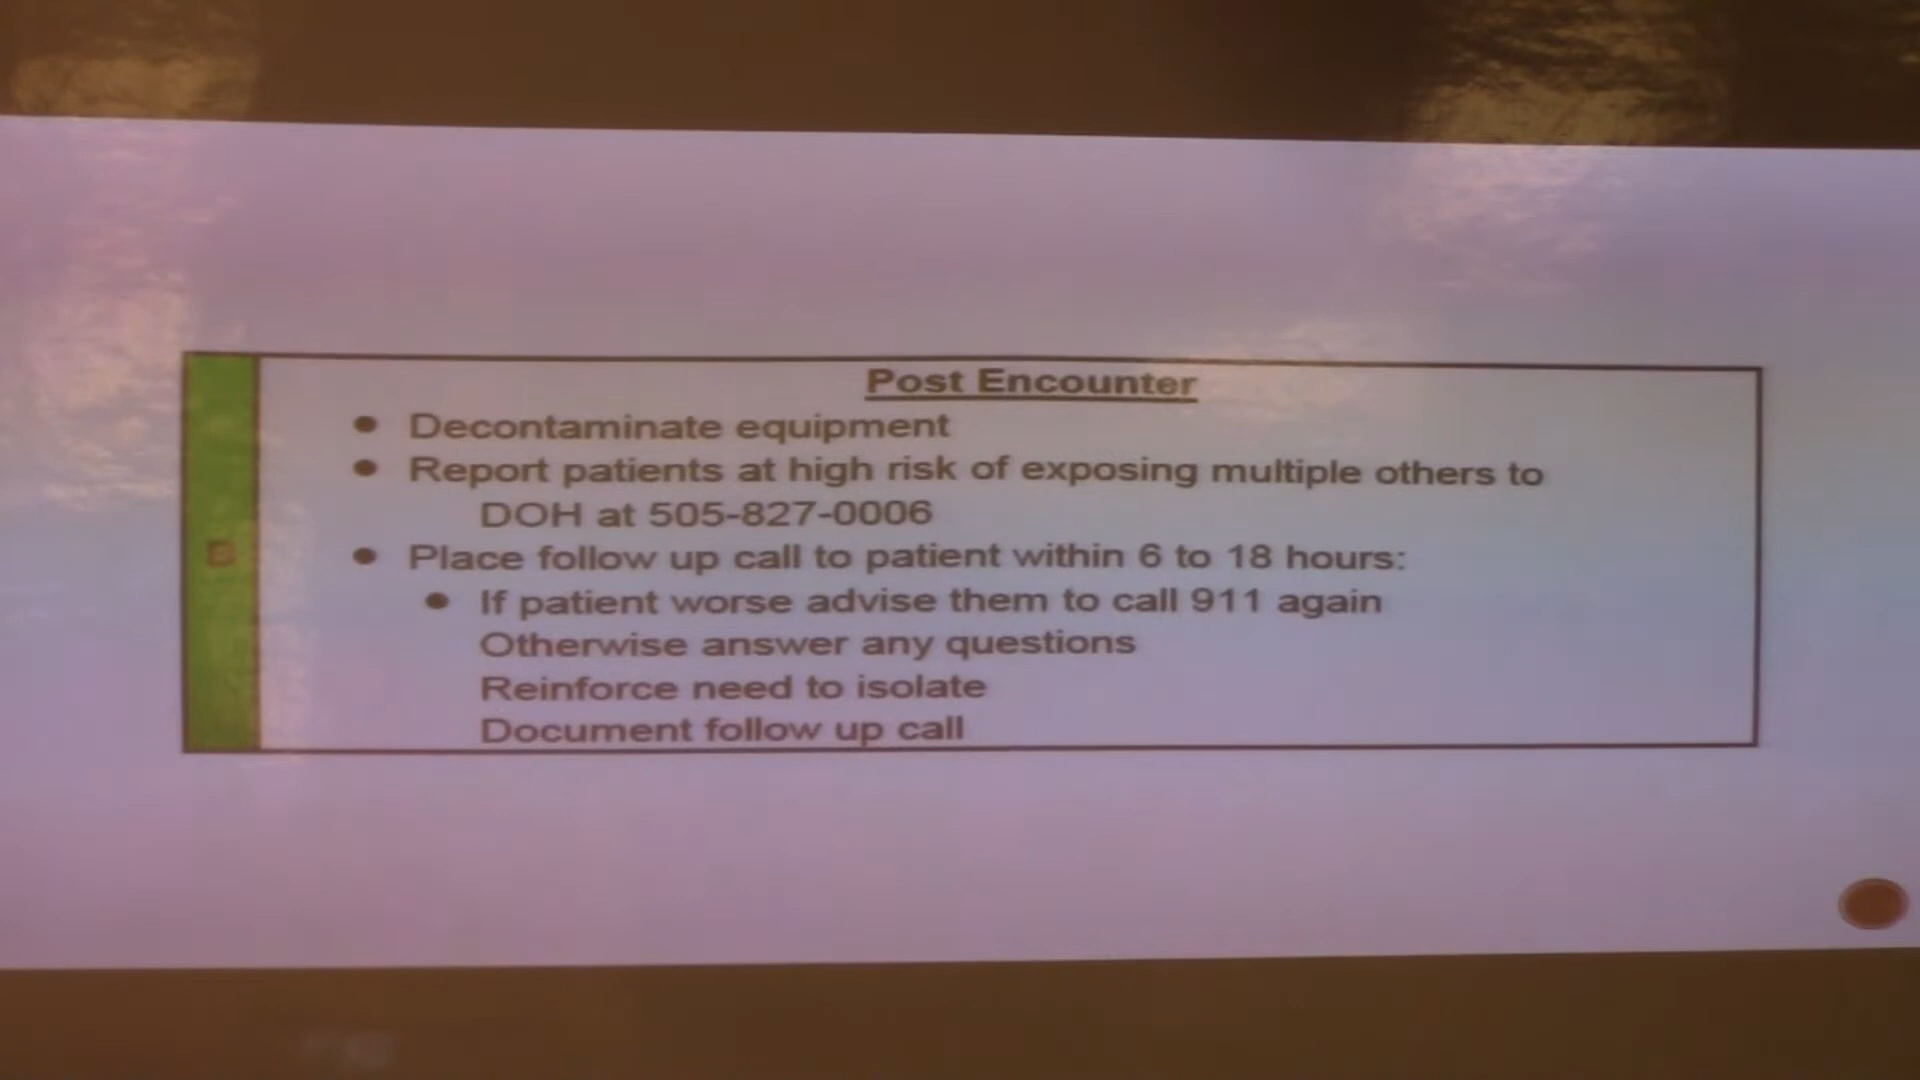 Post Encounter
• Decontaminate equipment
• Report patients at high risk of exposing multiple others to
DOH at 505-827-0006
B
• Place follow up call to patient within 6 to 18 hours:
• If patient worse advise them to call 911 again
Otherwise answer any questions
Reinforce need to isolate
Document follow up call